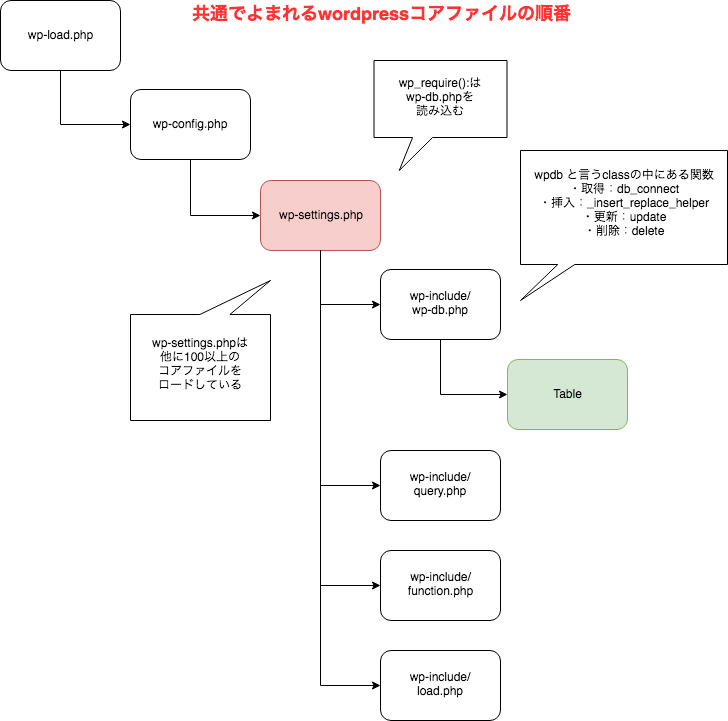 共通でよまれるwordpressコアファイルの順番
wp-load.php
wp-config.php
wp_require():は
wp-db.phpを
読み込む
wp-settings.php
wpdb と言うclassの中にある関数
・取得：db_connect
・挿入：_insert_replace_helper
・更新：update
・削除：delete
wp-include/
wp-db.php
wp-settings.phpは
他に100以上の
コアファイルを
ロードしている
Table
wp-include/
query.php
wp-include/
function.php
wp-include/
load.php